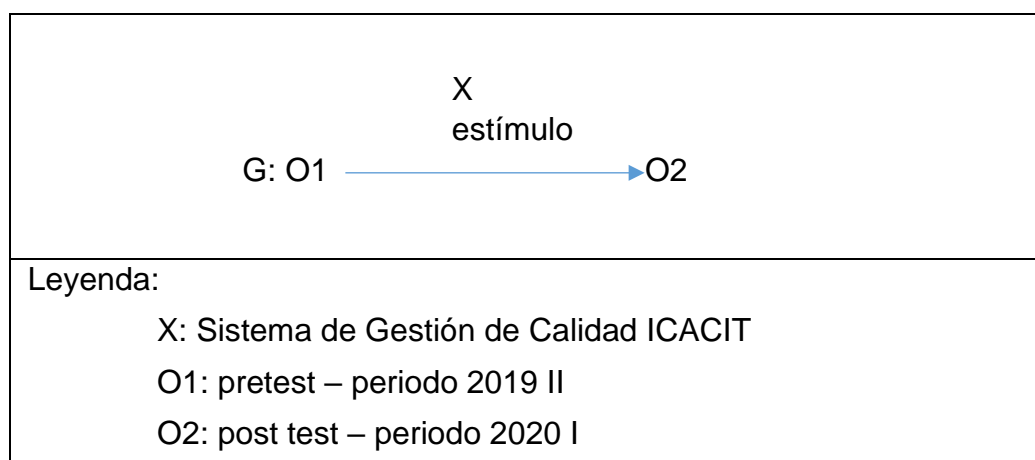 X
estímulo
G: O1 O2
Leyenda:
X: Sistema de Gestión de Calidad ICACIT
O1: pretest – periodo 2019 II
O2: post test – periodo 2020 I